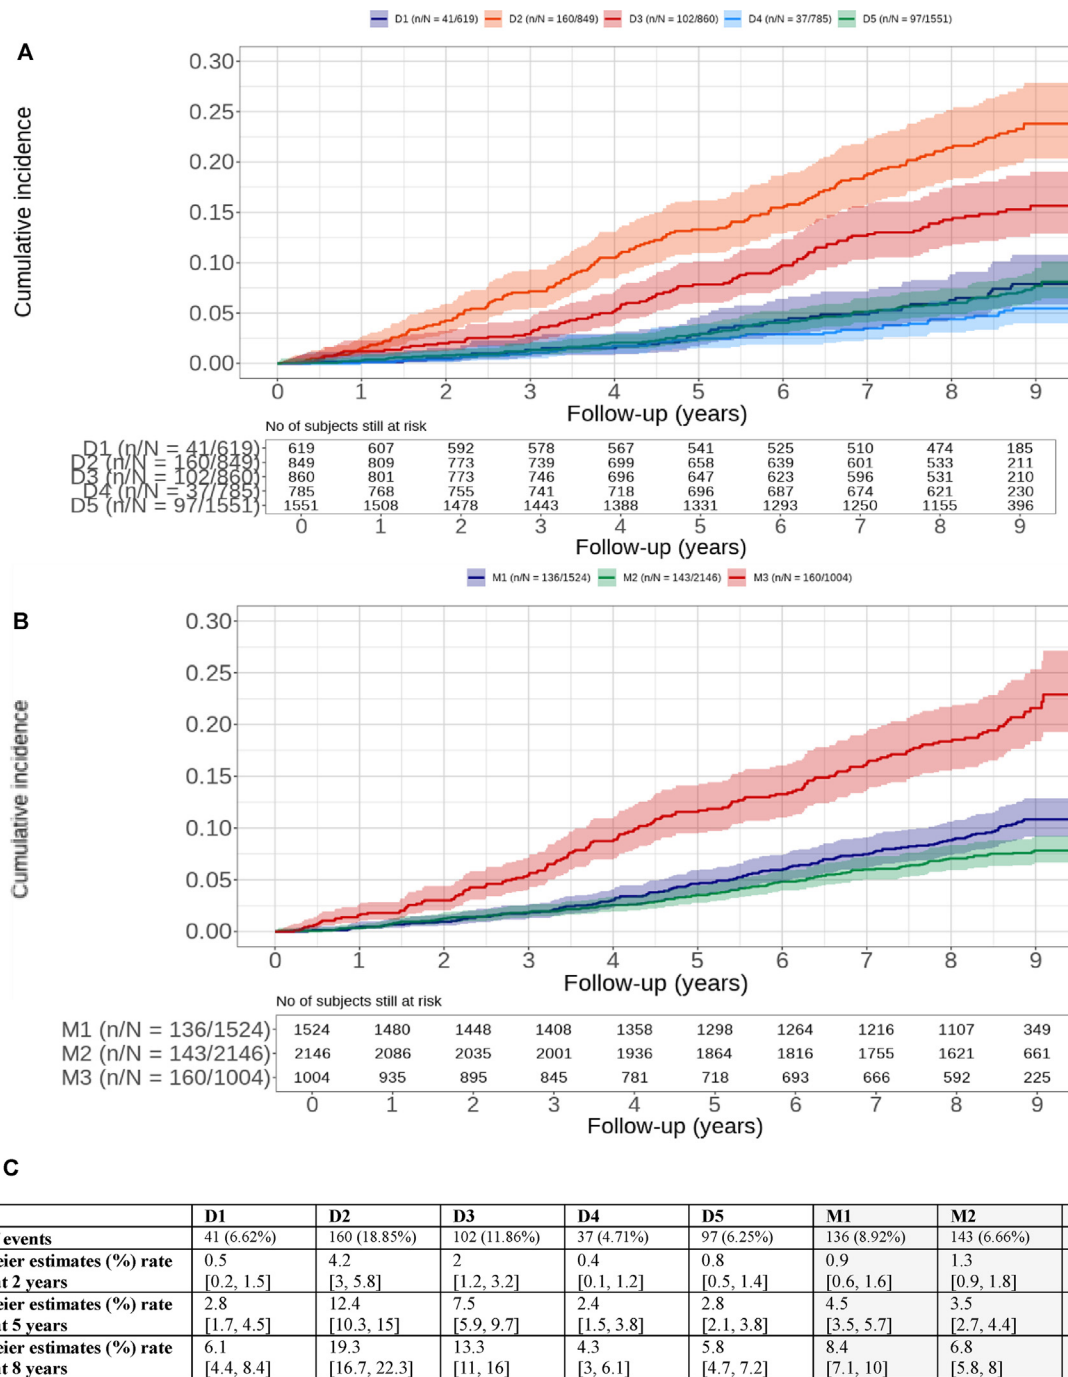 D1 (n/N = 41/619) D2 (n/N = 160/849) D3 (n/N = 102/860) D4 (n/N = 37/785) D5 (n/N = 97/1551)
A
Cumulative incidence
0.30
0.25
0.20
0.15
0.10
0.05
0.00
0 1 2 3 4 5 6 7 8 9
Follow-up (years)
No of subjects still at risk
D1 (n/N = 41/619) 619 607 592 578 567 541 525 510 474 185
D2 (n/N = 160/849) 849 809 773 739 699 658 639 601 533 211
D3 (n/N = 102/860) 860 801 773 746 696 647 623 596 531 210
D4 (n/N = 37/785) 785 768 755 741 718 696 687 674 621 230
D5 (n/N = 97/1551) 1551 1508 1478 1443 1388 1331 1293 1250 1155 396
0 1 2 3 4 5 6 7 8 9
Follow-up (years)
M1 (n/N = 136/1524) M2 (n/N = 143/2146) M3 (n/N = 160/1004)
B
Cumulative incidence
0.30
0.25
0.20
0.15
0.10
0.05
0.00
0 1 2 3 4 5 6 7 8 9
Follow-up (years)
No of subjects still at risk
M1 (n/N = 136/1524) 1524 1480 1448 1408 1358 1298 1264 1216 1107 349
M2 (n/N = 143/2146) 2146 2086 2035 2001 1936 1864 1816 1755 1621 661
M3 (n/N = 160/1004) 1004 935 895 845 781 718 693 666 592 225
0 1 2 3 4 5 6 7 8 9
Follow-up (years)
C
D1 D2 D3 D4 D5 M1 M2
events 41 (6.62%) 160 (18.85%) 102 (11.86%) 37 (4.71%) 97 (6.25%) 136 (8.92%) 143 (6.66%)
eier estimates (%) rate 0.5 4.2 2 0.4 0.8 0.9 1.3
at 2 years [0.2, 1.5] [3, 5.8] [1.2, 3.2] [0.1, 1.2] [0.5, 1.4] [0.6, 1.6] [0.9, 1.8]
eier estimates (%) rate 2.8 12.4 7.5 2.4 2.8 4.5 3.5
at 5 years [1.7, 4.5] [10.3, 15] [5.9, 9.7] [1.5, 3.8] [2.1, 3.8] [3.5, 5.7] [2.7, 4.4]
eier estimates (%) rate 6.1 19.3 13.3 4.3 5.8 8.4 6.8
at 8 years [4.4, 8.4] [16.7, 22.3] [11, 16] [3, 6.1] [4.7, 7.2] [7.1, 10] [5.8, 8]